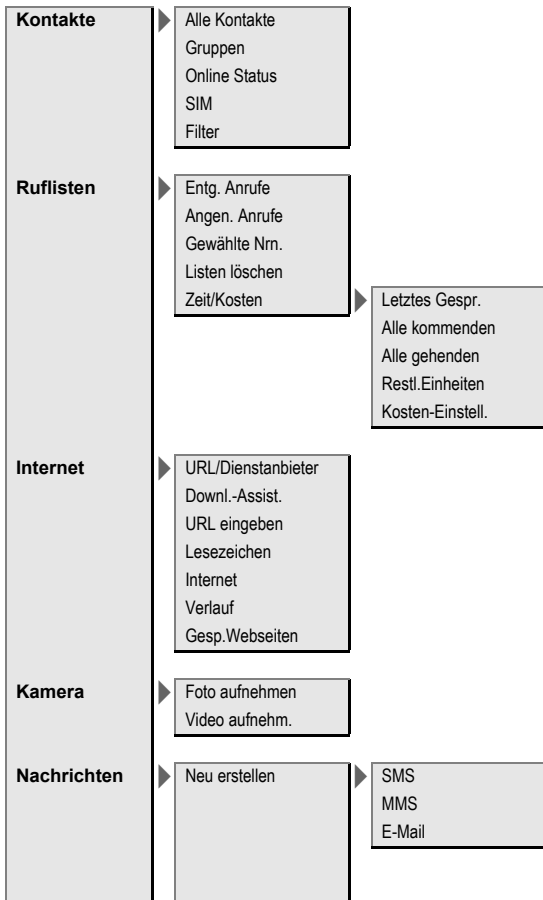 Kontakte
Alle Kontakte
Gruppen
Online Status
SIM
Filter
Ruflisten
Entg. Anrufe
Angen. Anrufe
Gewählte Nrn.
Listen löschen
Zeit/Kosten
Letztes Gespr.
Alle kommenden
Alle gehenden
Restl.Einheiten
Kosten-Einstell.
Internet
URL/Dienstanbieter
Downl.-Assist.
URL eingeben
Lesezeichen
Internet
Verlauf
Gesp.Webseiten
Kamera
Foto aufnehmen
Video aufnehm.
Nachrichten
Neu erstellen
SMS
MMS
E-Mail